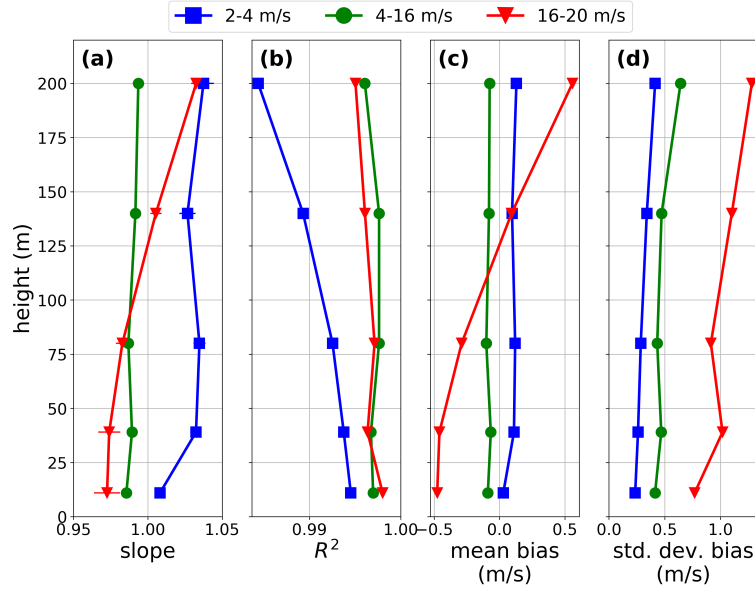 2-4 m/s 4-16 m/s 16-20 m/s
(a) (b) (c) (d)
200
175
150
125
100
75
50
25
0
height (m)
0.95 1.00 1.05
slope
0.99 1.00
R²
−0.5 0.0 0.5
mean bias
(m/s)
0.0 0.5 1.0
std. dev. bias
(m/s)